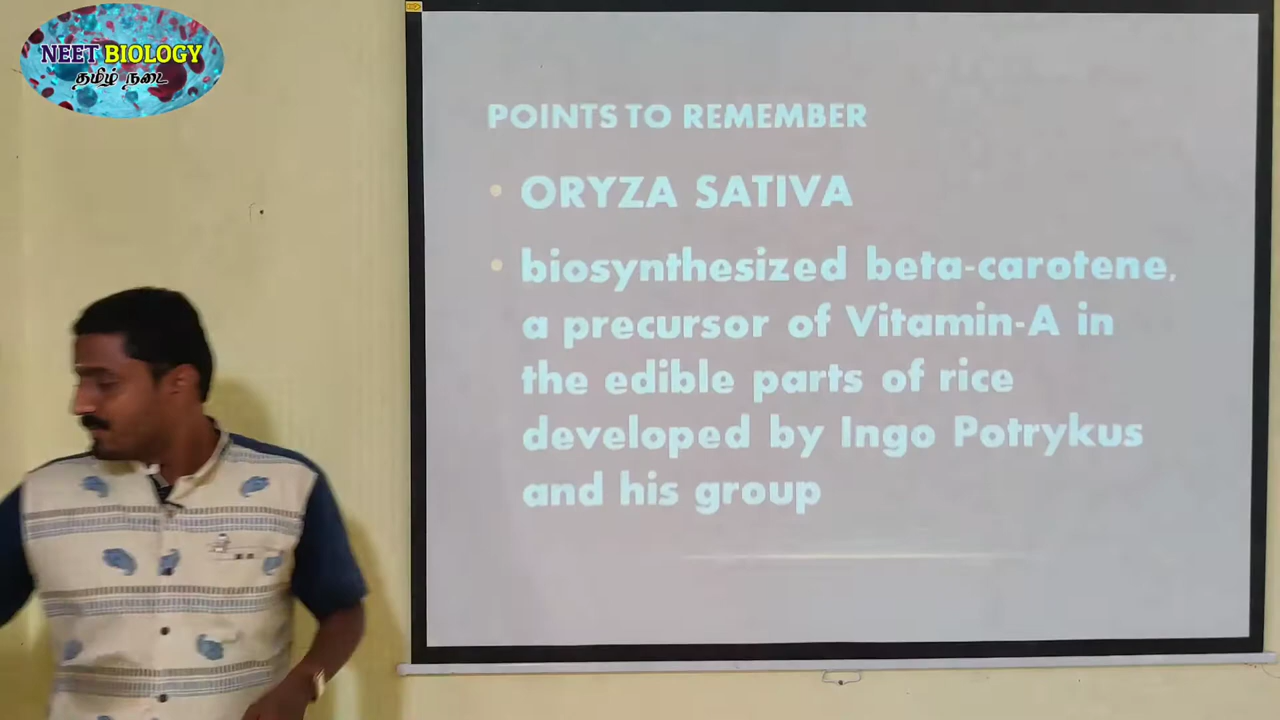 NEET BIOLOGY
தமிழ் நடை
POINTS TO REMEMBER
• ORYZA SATIVA
• biosynthesized beta-carotene,
a precursor of Vitamin-A in
the edible parts of rice
developed by Ingo Potrykus
and his group